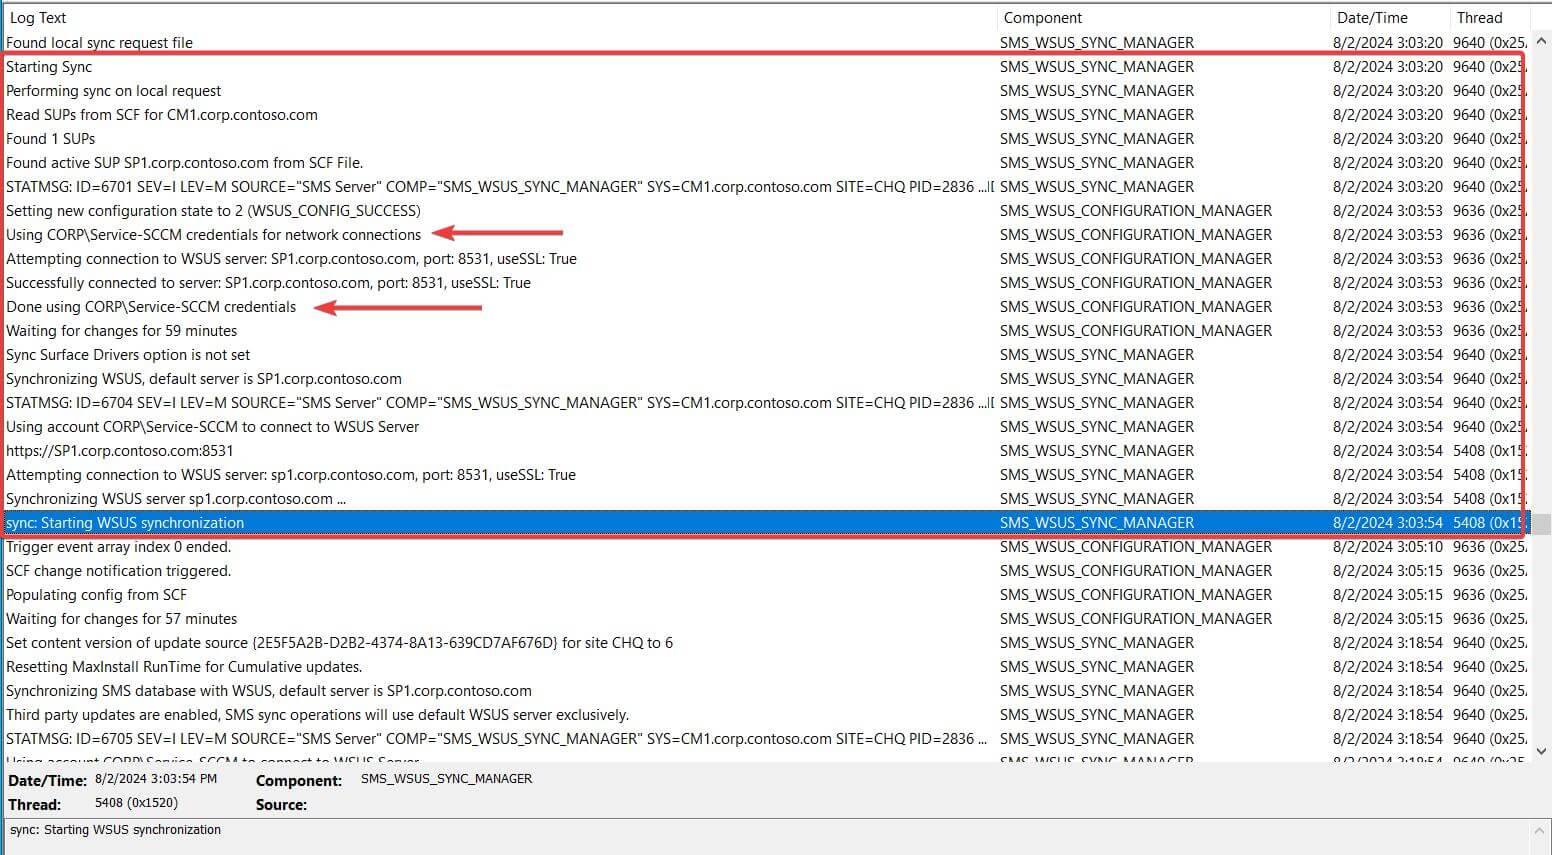 Log Text Component Date/Time Thread
Found local sync request file SMS_WSUS_SYNC_MANAGER 8/2/2024 3:03:20 9640 (0x25
Starting Sync SMS_WSUS_SYNC_MANAGER 8/2/2024 3:03:20 9640 (0x25
Performing sync on local request SMS_WSUS_SYNC_MANAGER 8/2/2024 3:03:20 9640 (0x25
Read SUPs from SCF for CM1.corp.contoso.com SMS_WSUS_SYNC_MANAGER 8/2/2024 3:03:20 9640 (0x25
Found 1 SUPs SMS_WSUS_SYNC_MANAGER 8/2/2024 3:03:20 9640 (0x25
Found active SUP SP1.corp.contoso.com from SCF File. SMS_WSUS_SYNC_MANAGER 8/2/2024 3:03:20 9640 (0x25
STATMSG: ID=6701 SEV=I LEV=M SOURCE="SMS Server" COMP="SMS_WSUS_SYNC_MANAGER" SYS=CM1.corp.contoso.com SITE=CHQ PID=2836 ... SMS_WSUS_SYNC_MANAGER 8/2/2024 3:03:20 9640 (0x25
Setting new configuration state to 2 (WSUS_CONFIG_SUCCESS) SMS_WSUS_CONFIGURATION_MANAGER 8/2/2024 3:03:53 9636 (0x25
Using CORP\Service-SCCM credentials for network connections SMS_WSUS_CONFIGURATION_MANAGER 8/2/2024 3:03:53 9636 (0x25
Attempting connection to WSUS server: SP1.corp.contoso.com, port: 8531, useSSL: True SMS_WSUS_CONFIGURATION_MANAGER 8/2/2024 3:03:53 9636 (0x25
Successfully connected to server: SP1.corp.contoso.com, port: 8531, useSSL: True SMS_WSUS_CONFIGURATION_MANAGER 8/2/2024 3:03:53 9636 (0x25
Done using CORP\Service-SCCM credentials SMS_WSUS_CONFIGURATION_MANAGER 8/2/2024 3:03:53 9636 (0x25
Waiting for changes for 59 minutes SMS_WSUS_CONFIGURATION_MANAGER 8/2/2024 3:03:53 9636 (0x25
Sync Surface Drivers option is not set SMS_WSUS_SYNC_MANAGER 8/2/2024 3:03:54 9640 (0x25
Synchronizing WSUS, default server is SP1.corp.contoso.com SMS_WSUS_SYNC_MANAGER 8/2/2024 3:03:54 9640 (0x25
STATMSG: ID=6704 SEV=I LEV=M SOURCE="SMS Server" COMP="SMS_WSUS_SYNC_MANAGER" SYS=CM1.corp.contoso.com SITE=CHQ PID=2836 ... SMS_WSUS_SYNC_MANAGER 8/2/2024 3:03:54 9640 (0x25
Using account CORP\Service-SCCM to connect to WSUS Server SMS_WSUS_SYNC_MANAGER 8/2/2024 3:03:54 9640 (0x25
https://SP1.corp.contoso.com:8531 SMS_WSUS_SYNC_MANAGER 8/2/2024 3:03:54 5408 (0x15
Attempting connection to WSUS server: sp1.corp.contoso.com, port: 8531, useSSL: True SMS_WSUS_SYNC_MANAGER 8/2/2024 3:03:54 5408 (0x15
Synchronizing WSUS server sp1.corp.contoso.com ... SMS_WSUS_SYNC_MANAGER 8/2/2024 3:03:54 5408 (0x15
sync: Starting WSUS synchronization SMS_WSUS_SYNC_MANAGER 8/2/2024 3:03:54 5408 (0x15
Trigger event array index 0 ended. SMS_WSUS_CONFIGURATION_MANAGER 8/2/2024 3:05:10 9636 (0x25
SCF change notification triggered. SMS_WSUS_CONFIGURATION_MANAGER 8/2/2024 3:05:15 9636 (0x25
Populating config from SCF SMS_WSUS_CONFIGURATION_MANAGER 8/2/2024 3:05:15 9636 (0x25
Waiting for changes for 57 minutes SMS_WSUS_CONFIGURATION_MANAGER 8/2/2024 3:05:15 9636 (0x25
Set content version of update source {2E5F5A2B-D2B2-4374-8A13-639CD7AF676D} for site CHQ to 6 SMS_WSUS_SYNC_MANAGER 8/2/2024 3:18:54 9640 (0x25
Resetting MaxInstall RunTime for Cumulative updates. SMS_WSUS_SYNC_MANAGER 8/2/2024 3:18:54 9640 (0x25
Synchronizing SMS database with WSUS, default server is SP1.corp.contoso.com SMS_WSUS_SYNC_MANAGER 8/2/2024 3:18:54 9640 (0x25
Third party updates are enabled, SMS sync operations will use default WSUS server exclusively. SMS_WSUS_SYNC_MANAGER 8/2/2024 3:18:54 9640 (0x25
STATMSG: ID=6705 SEV=I LEV=M SOURCE="SMS Server" COMP="SMS_WSUS_SYNC_MANAGER" SYS=CM1.corp.contoso.com SITE=CHQ PID=2836 ... SMS_WSUS_SYNC_MANAGER 8/2/2024 3:18:54 9640 (0x25
Date/Time: 8/2/2024 3:03:54 PM Component: SMS_WSUS_SYNC_MANAGER
Thread: 5408 (0x1520) Source:
sync: Starting WSUS synchronization